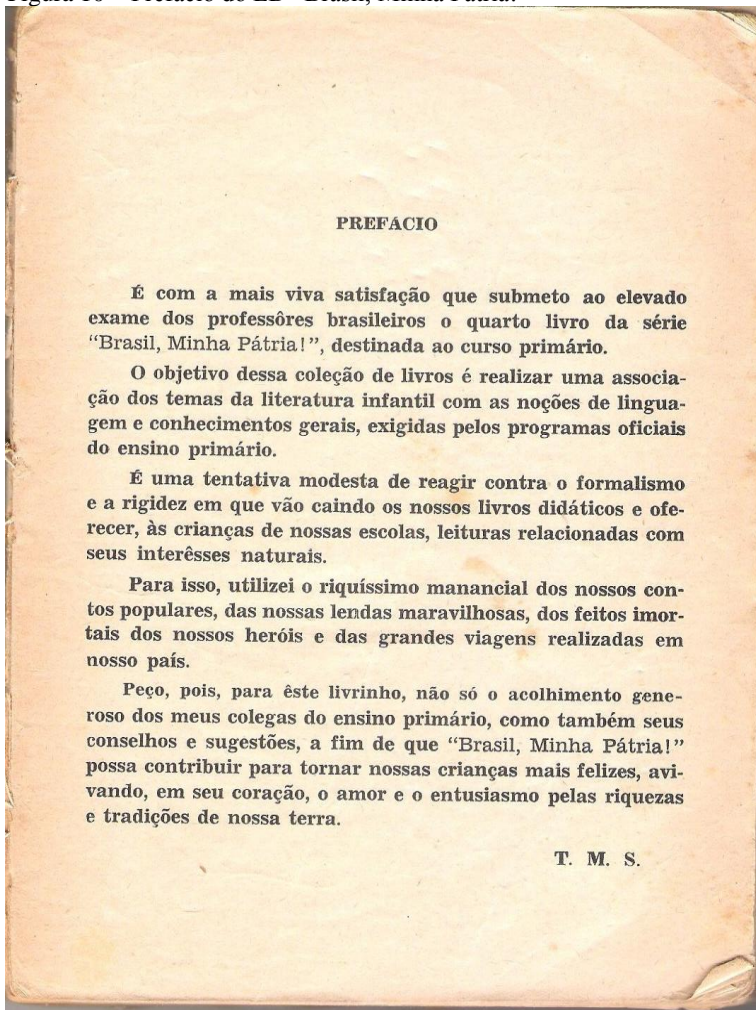 PREFÁCIO
É com a mais viva satisfação que submeto ao elevado
exame dos professôres brasileiros o quarto livro da série
“Brasil, Minha Pátria!”, destinada ao curso primário.
O objetivo dessa coleção de livros é realizar uma associa-
ção dos temas da literatura infantil com as noções de lingua-
gem e conhecimentos gerais, exigidas pelos programas oficiais
do ensino primário.
É uma tentativa modesta de reagir contra o formalismo
e a rigidez em que vão caindo os nossos livros didáticos e ofe-
recer, às crianças de nossas escolas, leituras relacionadas com
seus interêsses naturais.
Para isso, utilizei o riquíssimo manancial dos nossos con-
tos populares, das nossas lendas maravilhosas, dos feitos imor-
tais dos nossos heróis e das grandes viagens realizadas em
nosso país.
Peço, pois, para êste livrinho, não só o acolhimento gene-
roso dos meus colegas do ensino primário, como também seus
conselhos e sugestões, a fim de que “Brasil, Minha Pátria!”
possa contribuir para tornar nossas crianças mais felizes, avi-
vando, em seu coração, o amor e o entusiasmo pelas riquezas
e tradições de nossa terra.
T. M. S.